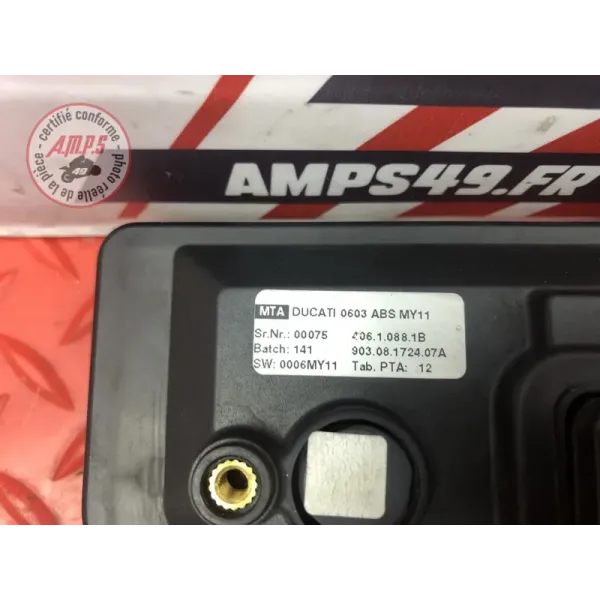 certifié conforme
A.M.P.S
49
photo réelle de la pièce
AMPS49.FR
MTA DUCATI 0603 ABS MY11
Sr.Nr.: 00075 406.1.088.1B
Batch: 141 903.08.1724.07A
SW: 0006MY11 Tab. PTA: 12